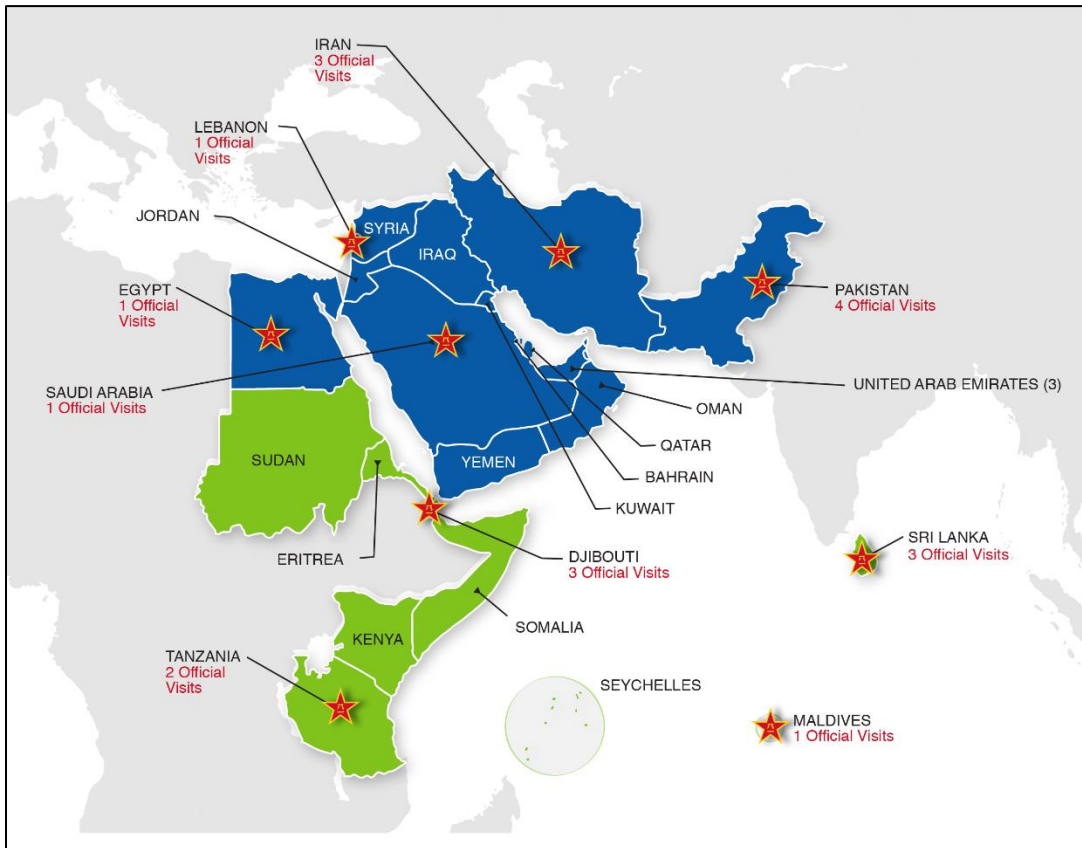 IRAN
3 Official
Visits
LEBANON
1 Official
Visits
JORDAN
SYRIA
IRAQ
EGYPT
1 Official
Visits
PAKISTAN
4 Official Visits
SAUDI ARABIA
1 Official Visits
UNITED ARAB EMIRATES (3)
OMAN
QATAR
SUDAN
YEMEN
BAHRAIN
KUWAIT
ERITREA
DJIBOUTI
3 Official Visits
SRI LANKA
3 Official Visits
SOMALIA
KENYA
TANZANIA
2 Official
Visits
SEYCHELLES
MALDIVES
1 Official Visits